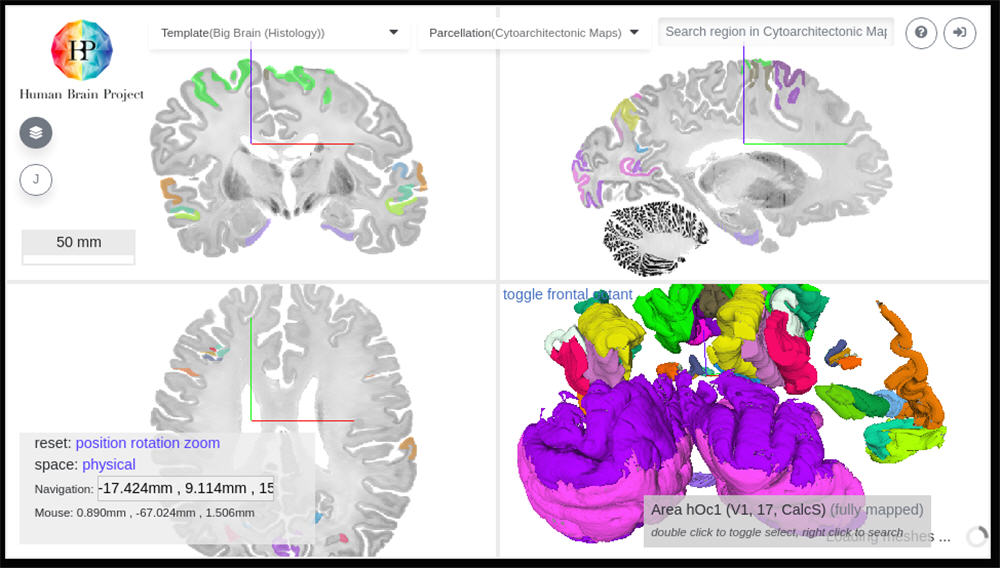 HP
Human Brain Project
Template(Big Brain (Histology))
Parcellation(Cytoarchitectonic Maps)
Search region in Cytoarchitectonic Map
?
J
50 mm
toggle frontal octant
reset: position rotation zoom
space: physical
Navigation: -17.424mm , 9.114mm , 15
Mouse: 0.890mm , -67.024mm , 1.506mm
Area hOc1 (V1, 17, CalcS) (fully mapped)
double click to toggle select, right click to search
Loading meshes ...